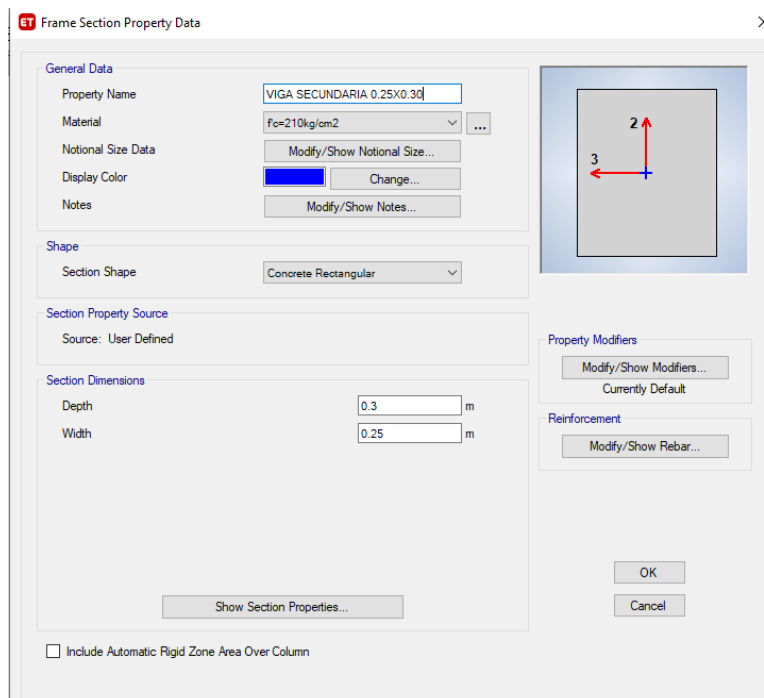 ET Frame Section Property Data
General Data
Property Name VIGA SECUNDARIA 0.25X0.30
Material f'c=210kg/cm2 ...
Notional Size Data Modify/Show Notional Size...
Display Color Change...
Notes Modify/Show Notes...
2
3
Shape
Section Shape Concrete Rectangular
Section Property Source
Source: User Defined
Property Modifiers
Modify/Show Modifiers...
Currently Default
Section Dimensions
Depth 0.3 m
Width 0.25 m
Reinforcement
Modify/Show Rebar...
OK
Show Section Properties... Cancel
Include Automatic Rigid Zone Area Over Column